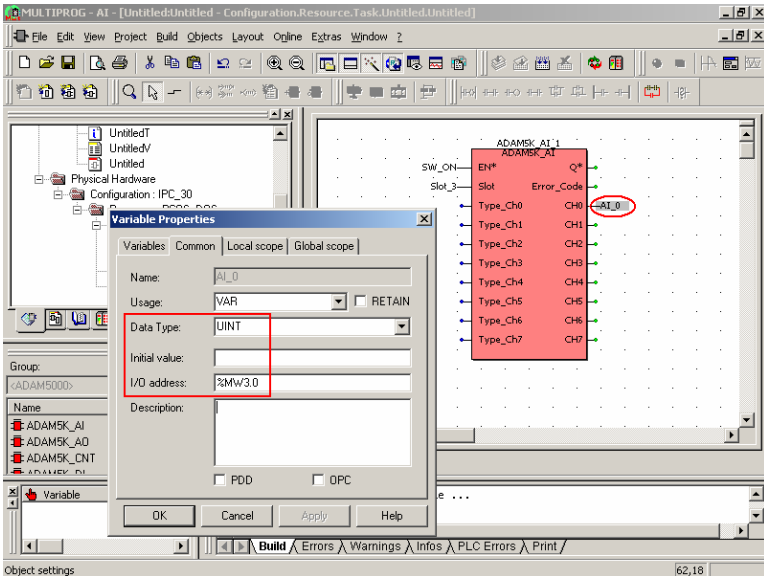 MULTIPROG - AI - [Untitled:Untitled - Configuration.Resource.Task.Untitled.Untitled]
File Edit View Project Build Objects Layout Online Extras Window ?
UntitledT
UntitledV
Untitled
Physical Hardware
Configuration : IPC_30
Variable Properties
Variables Common Local scope Global scope
Name: AI_0
Usage: VAR RETAIN
Data Type: UINT
Initial value:
I/O address: %MW3.0
Description:
PDD OPC
OK Cancel Apply Help
ADAM5K_AI_1
ADAM5K_AI
SW_ON EN* Q*
Slot_3 Slot Error_Code
Type_Ch0 CH0 AI_0
Type_Ch1 CH1
Type_Ch2 CH2
Type_Ch3 CH3
Type_Ch4 CH4
Type_Ch5 CH5
Type_Ch6 CH6
Type_Ch7 CH7
Group:
<ADAM5000>
Name
ADAM5K_AI
ADAM5K_AO
ADAM5K_CNT
Variable
Build Errors Warnings Infos PLC Errors Print
Object settings
62,18